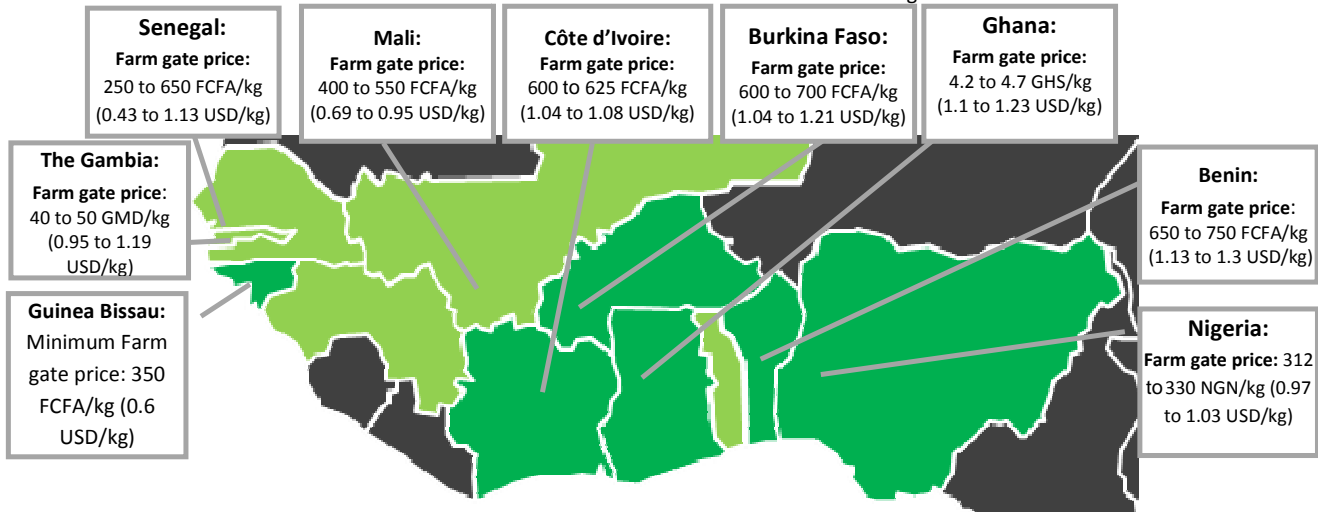 Senegal:
Farm gate price:
250 to 650 FCFA/kg
(0.43 to 1.13 USD/kg)
Mali:
Farm gate price:
400 to 550 FCFA/kg
(0.69 to 0.95 USD/kg)
Côte d’Ivoire:
Farm gate price:
600 to 625 FCFA/kg
(1.04 to 1.08 USD/kg)
Burkina Faso:
Farm gate price:
600 to 700 FCFA/kg
(1.04 to 1.21 USD/kg)
Ghana:
Farm gate price:
4.2 to 4.7 GHS/kg
(1.1 to 1.23 USD/kg)
The Gambia:
Farm gate price:
40 to 50 GMD/kg
(0.95 to 1.19
USD/kg)
Benin:
Farm gate price:
650 to 750 FCFA/kg
(1.13 to 1.3 USD/kg)
Guinea Bissau:
Minimum Farm
gate price: 350
FCFA/kg (0.6
USD/kg)
Nigeria:
Farm gate price: 312
to 330 NGN/kg (0.97
to 1.03 USD/kg)